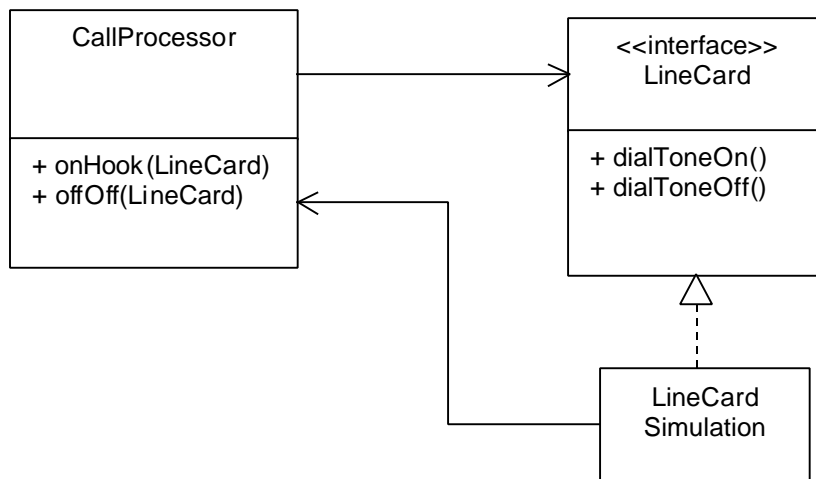 CallProcessor
+ onHook(LineCard)
+ offOff(LineCard)
<<interface>>
LineCard
+ dialToneOn()
+ dialToneOff()
LineCard
Simulation